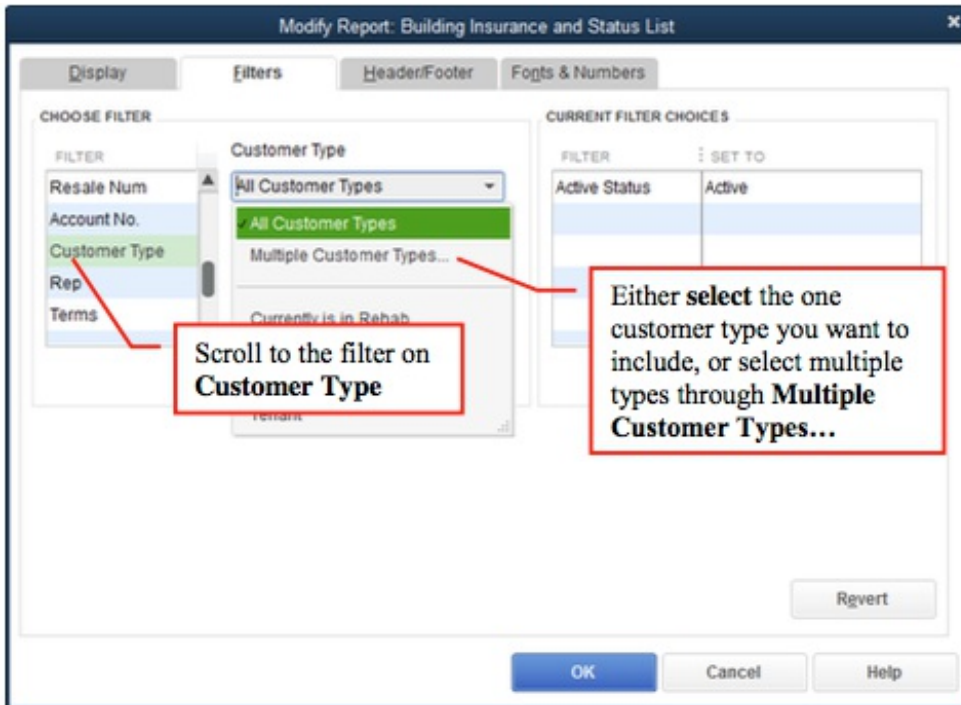 Modify Report: Building Insurance and Status List
×
Display
Filters
Header/Footer
Fonts & Numbers
CHOOSE FILTER
CURRENT FILTER CHOICES
FILTER
Customer Type
FILTER
SET TO
Resale Num
All Customer Types
Active Status
Active
Account No.
✓ All Customer Types
Customer Type
Multiple Customer Types...
Rep
Terms
Currently is in Rehab
Scroll to the filter on
Customer Type
Either select the one
customer type you want to
include, or select multiple
types through Multiple
Customer Types...
Tenant
Revert
OK
Cancel
Help